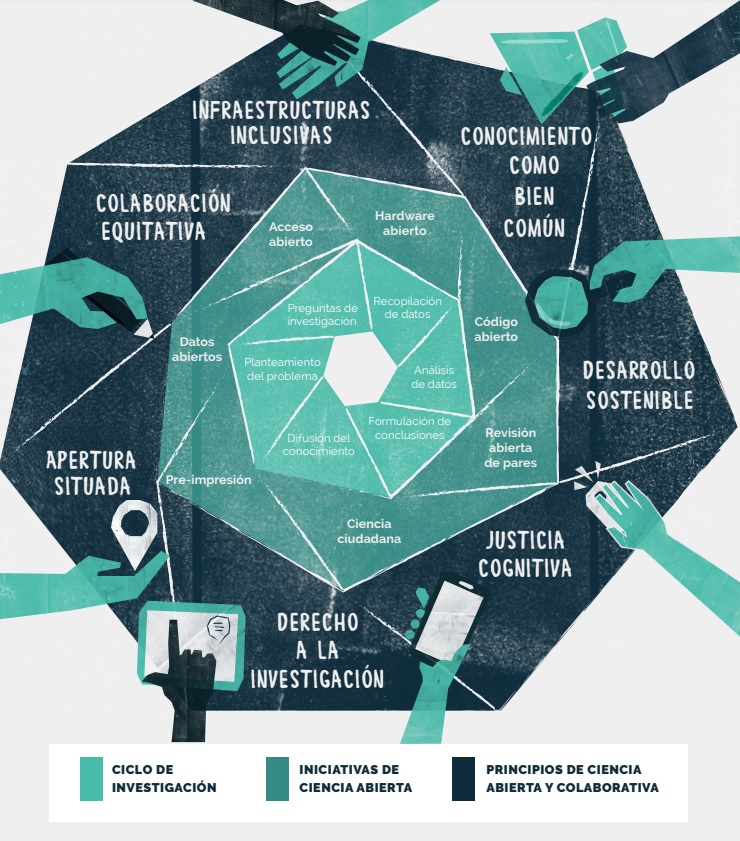 INFRAESTRUCTURAS
INCLUSIVAS
CONOCIMIENTO
COMO
BIEN
COMÚN
COLABORACIÓN
EQUITATIVA
DESARROLLO
SOSTENIBLE
APERTURA
SITUADA
JUSTICIA
COGNITIVA
DERECHO
A LA
INVESTIGACIÓN
Acceso
abierto
Hardware
abierto
Datos
abiertos
Código
abierto
Pre-impresión
Revisión
abierta
de pares
Ciencia
ciudadana
Preguntas de
investigación
Recopilación
de datos
Planteamiento
del problema
Análisis
de datos
Difusión del
conocimiento
Formulación de
conclusiones
CICLO DE
INVESTIGACIÓN
INICIATIVAS DE
CIENCIA ABIERTA
PRINCIPIOS DE CIENCIA
ABIERTA Y COLABORATIVA